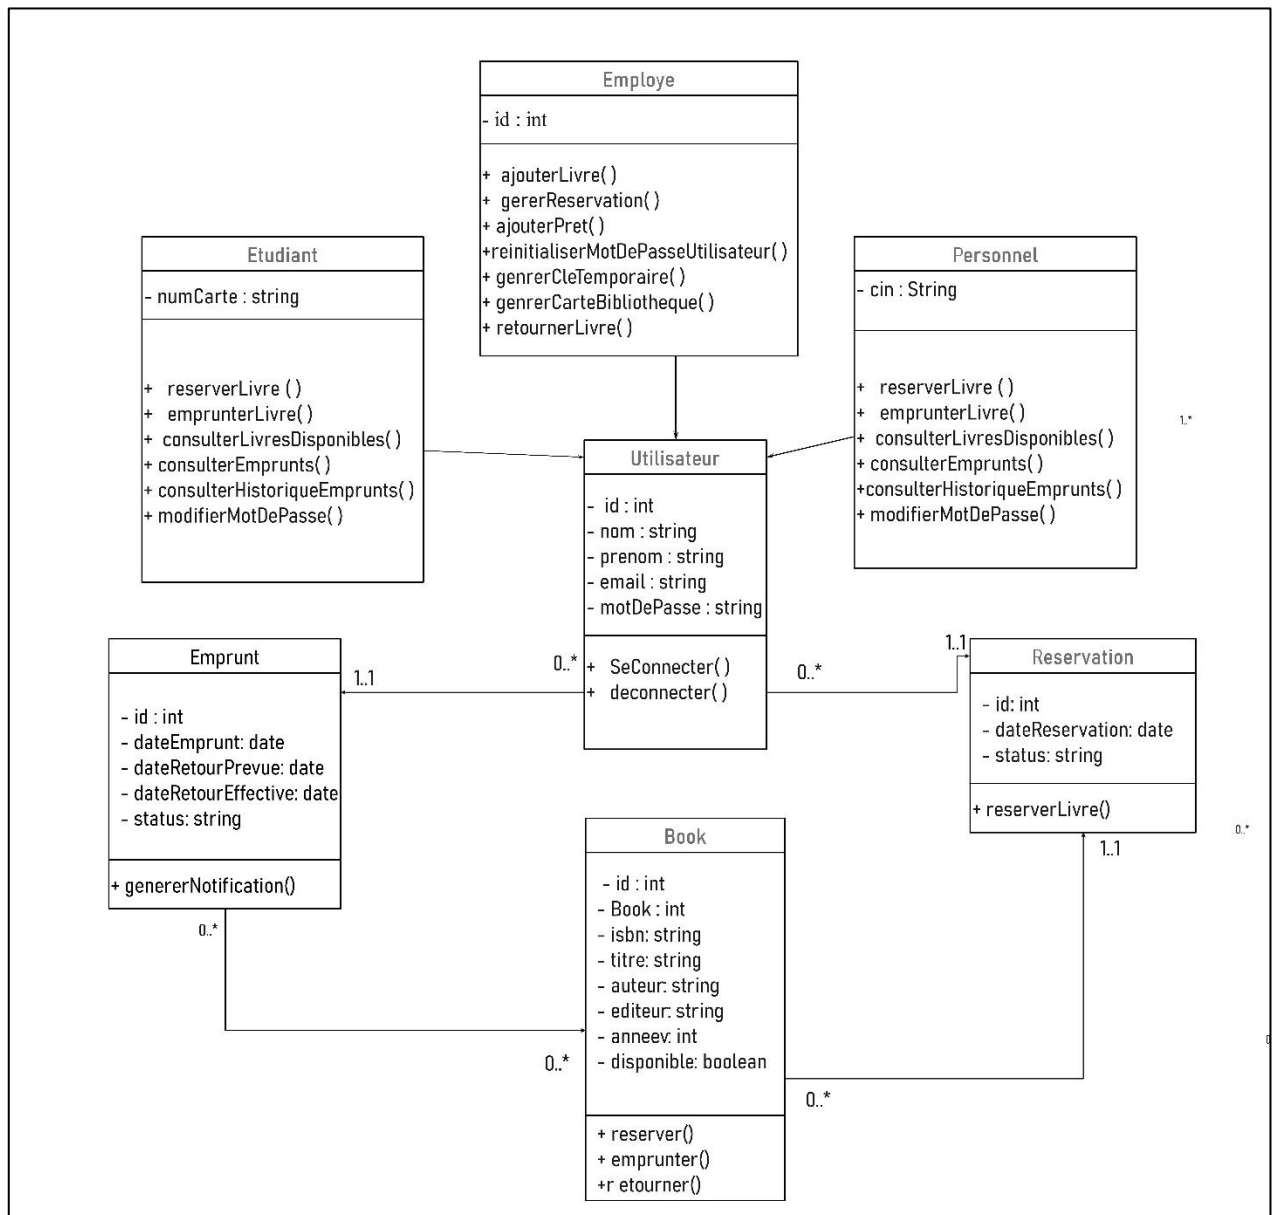 Employe
- id : int
+ ajouterLivre( )
+ gererReservation( )
+ ajouterPret( )
+reinitialiserMotDePasseUtilisateur( )
+ genrerCleTemporaire( )
+ genrerCarteBibliotheque( )
+ retournerLivre( )
Etudiant
- numCarte : string
+ reserverLivre ( )
+ emprunterLivre( )
+ consulterLivresDisponibles( )
+ consulterEmprunts( )
+ consulterHistoriqueEmprunts( )
+ modifierMotDePasse( )
Personnel
- cin : String
+ reserverLivre ( )
+ emprunterLivre( )
+ consulterLivresDisponibles( )
+ consulterEmprunts( )
+consulterHistoriqueEmprunts( )
+ modifierMotDePasse( )
1..*
Utilisateur
- id : int
- nom : string
- prenom : string
- email : string
- motDePasse : string
+ SeConnecter( )
+ deconnecter( )
0..*
1..1
0..*
1..1
Emprunt
- id : int
- dateEmprunt: date
- dateRetourPrevue: date
- dateRetourEffective: date
- status: string
+ genererNotification()
0..*
0..*
Reservation
- id: int
- dateReservation: date
- status: string
+ reserverLivre()
1..1
0..*
0
Book
- id : int
- Book : int
- isbn: string
- titre: string
- auteur: string
- editeur: string
- anneev: int
- disponible: boolean
+ reserver()
+ emprunter()
+r etourner()
0..*